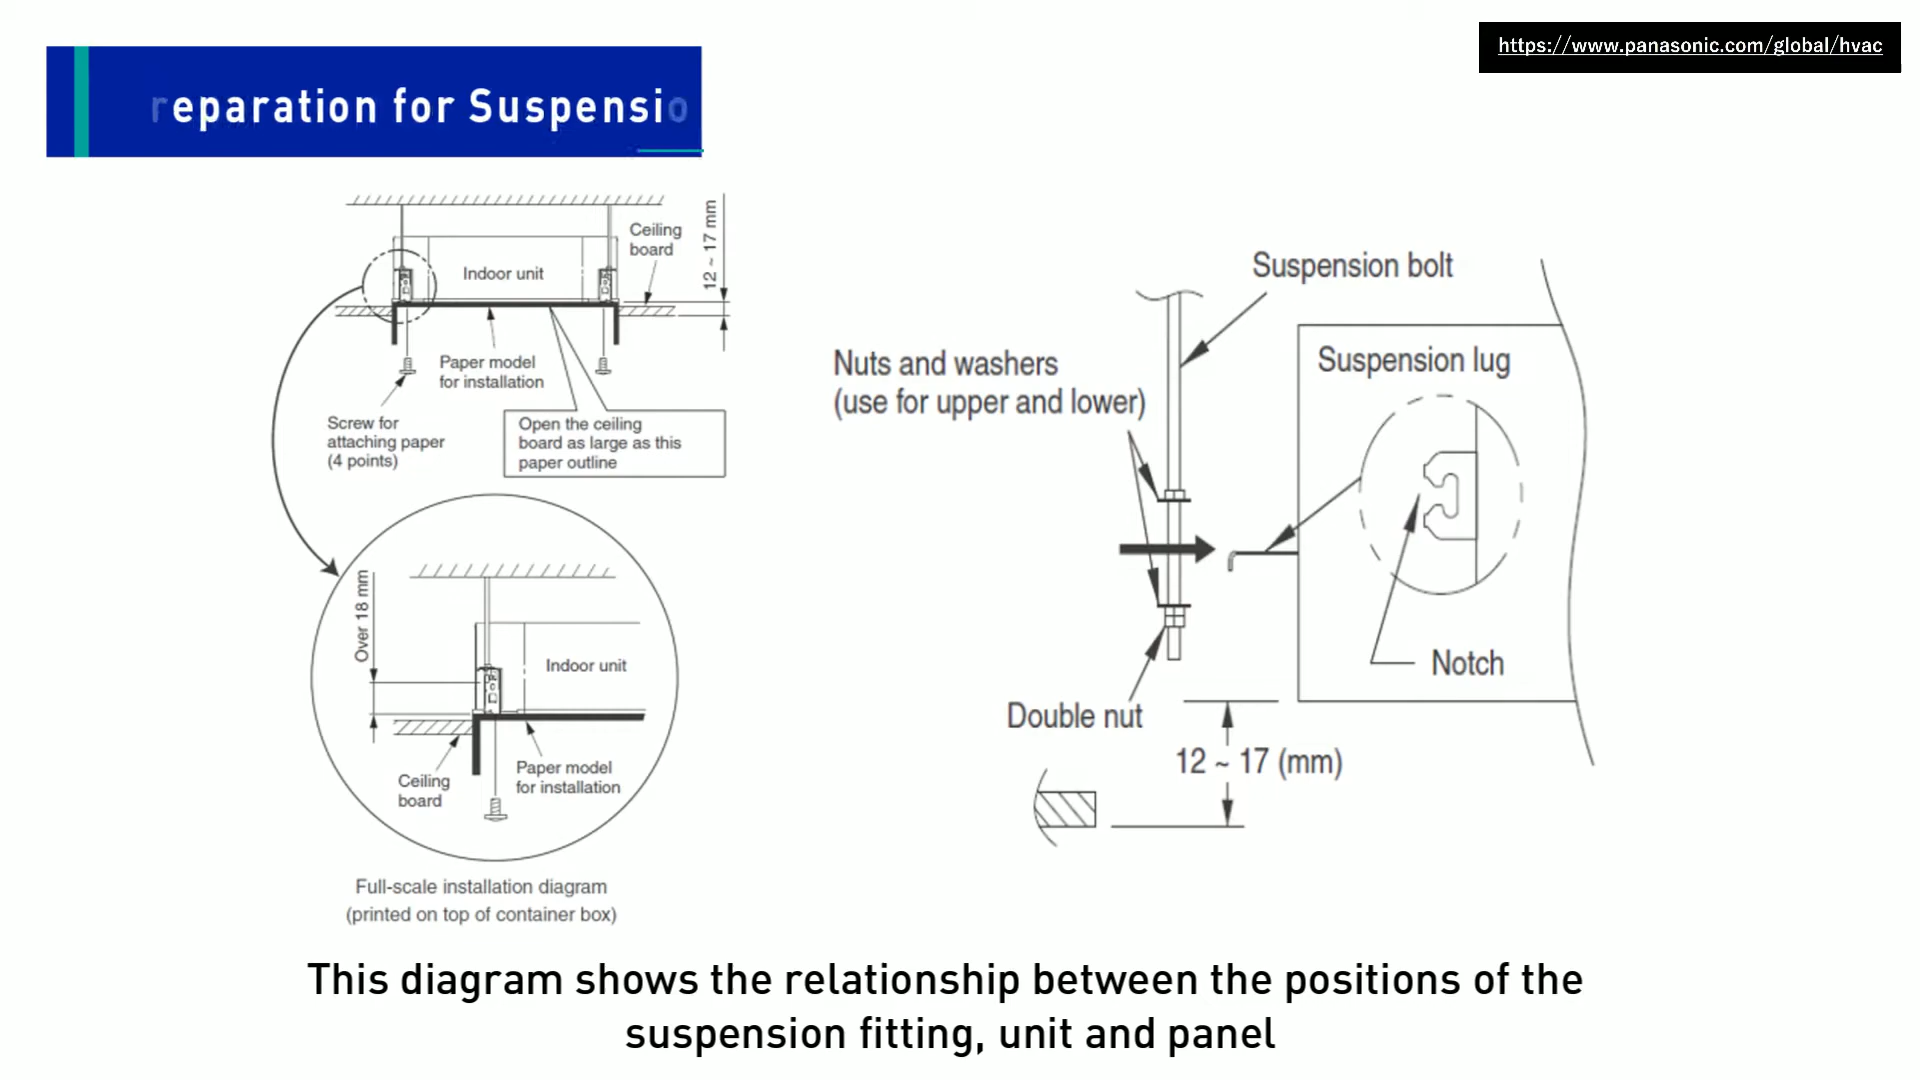 https://www.panasonic.com/global/hvac
reparation for Suspensio
12 ~ 17 mm
Ceiling
board
Indoor unit
Paper model
for installation
Screw for
attaching paper
(4 points)
Open the ceiling
board as large as this
paper outline
Over 18 mm
Indoor unit
Ceiling
board
Paper model
for installation
Full-scale installation diagram
(printed on top of container box)
Suspension bolt
Nuts and washers
(use for upper and lower)
Suspension lug
Notch
Double nut
12 ~ 17 (mm)
This diagram shows the relationship between the positions of the
suspension fitting, unit and panel